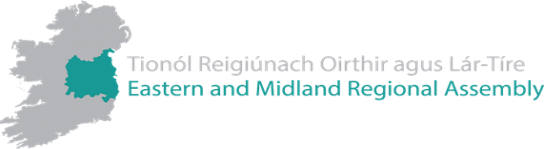 Tionól Reigiúnach Oirthir agus Lár-Tíre
Eastern and Midland Regional Assembly